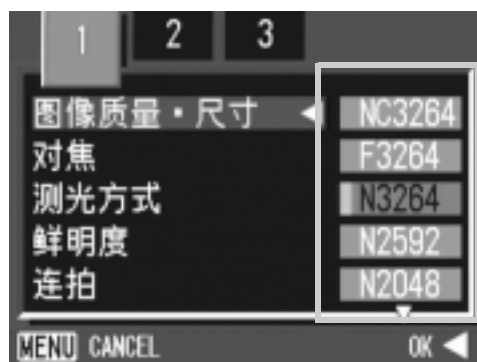 1 2 3
图像质量·尺寸 NC3264
对焦 F3264
测光方式 N3264
鲜明度 N2592
连拍 N2048
MENU CANCEL OK